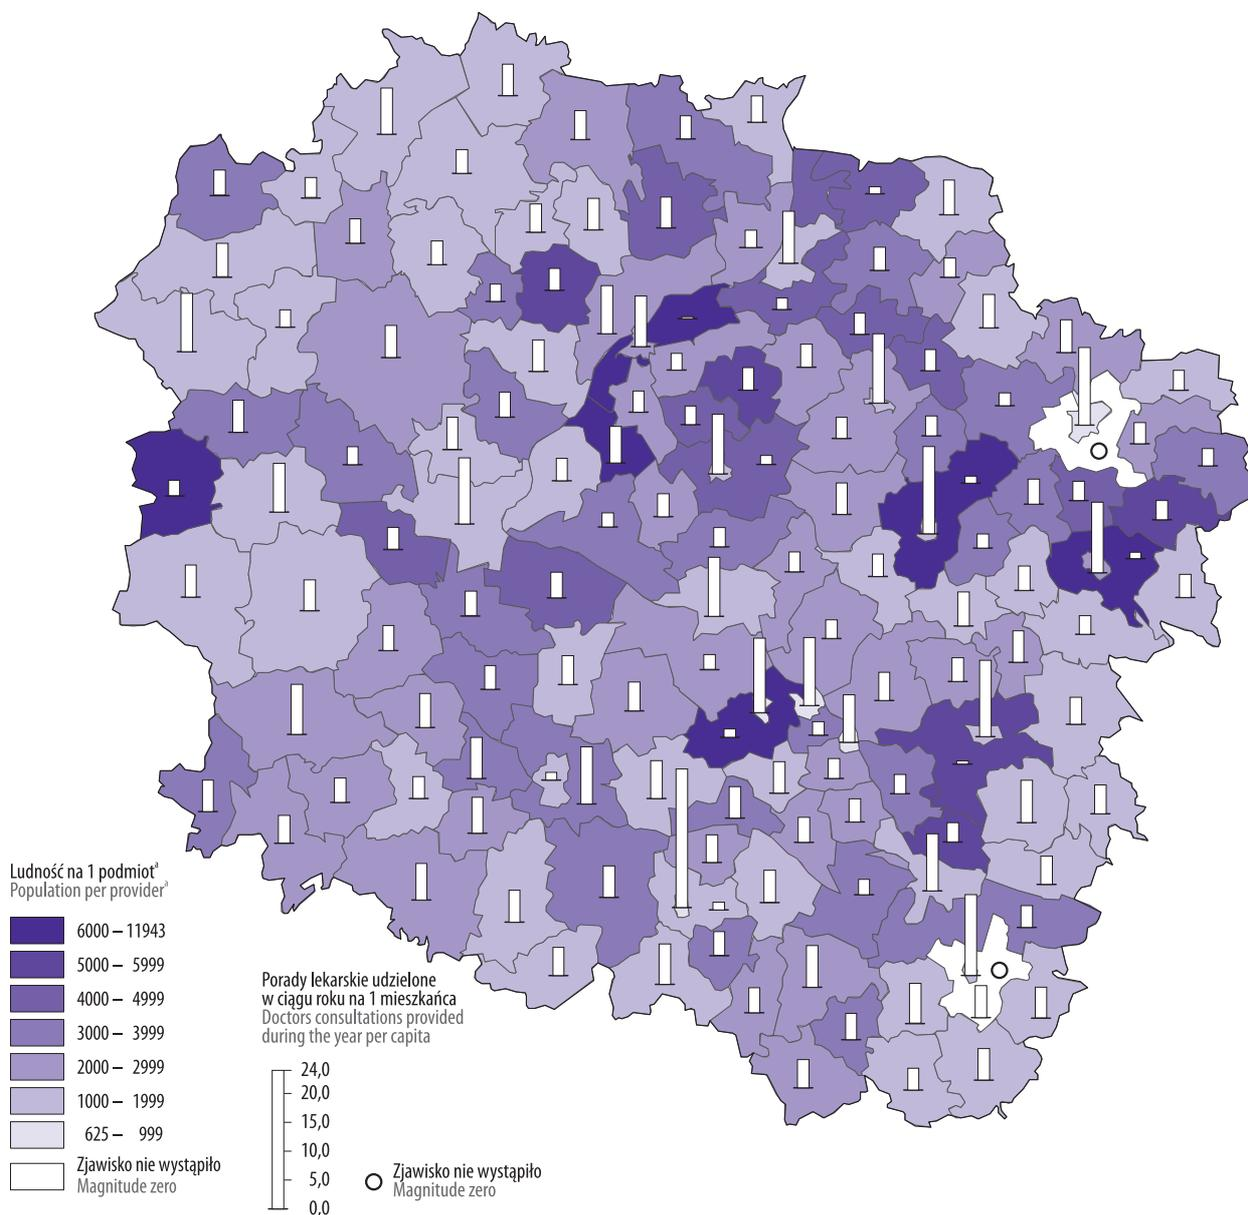 Ludność na 1 podmiotᵃ
Population per providerᵃ
6000 – 11943
5000 – 5999
4000 – 4999
3000 – 3999
2000 – 2999
1000 – 1999
625 – 999
Zjawisko nie wystąpiło
Magnitude zero
Porady lekarskie udzielone
w ciągu roku na 1 mieszkańca
Doctors consultations provided
during the year per capita
24,0
20,0
15,0
10,0
5,0
0,0
Zjawisko nie wystąpiło
Magnitude zero